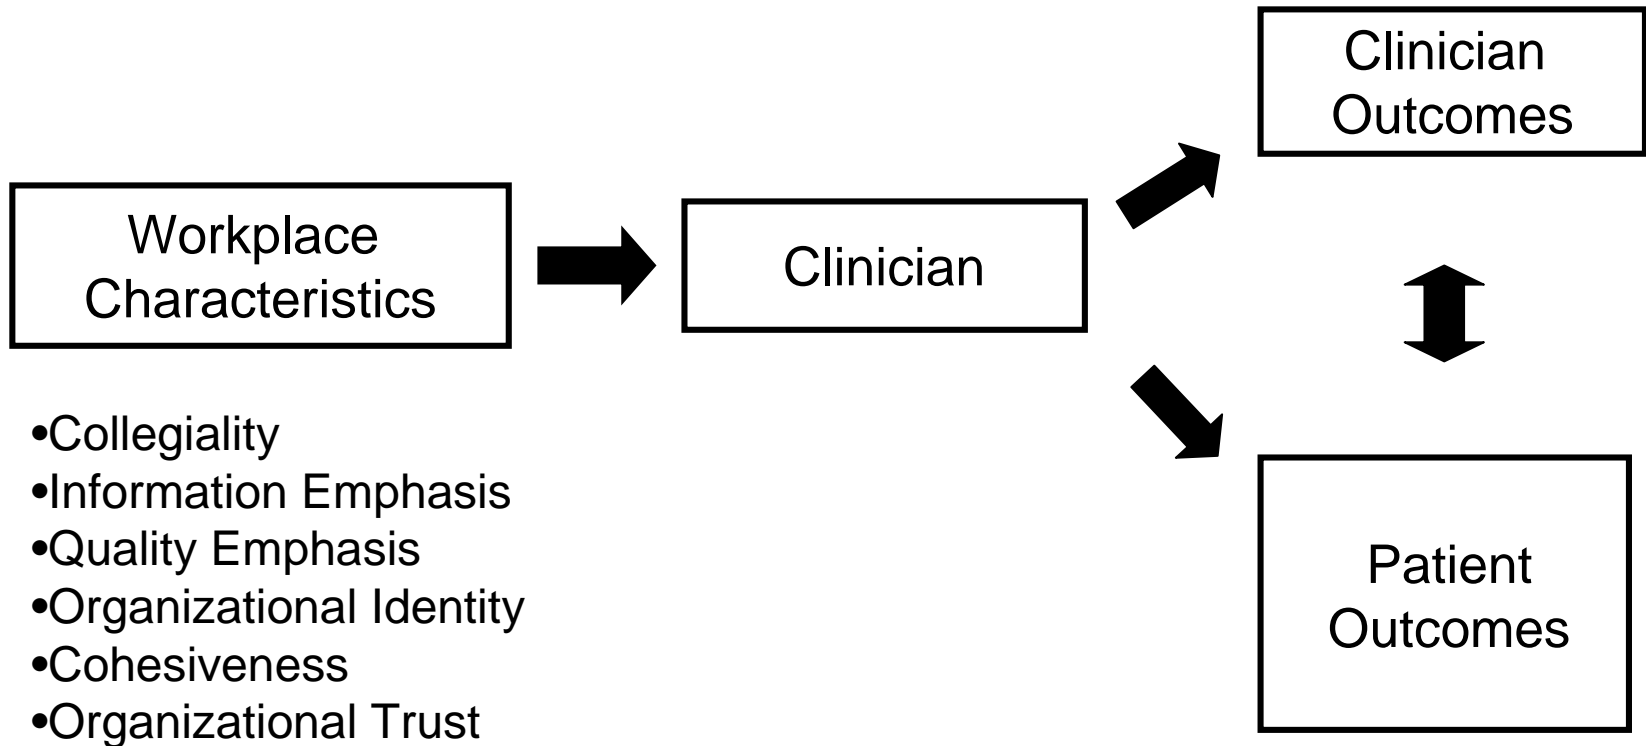 Workplace
Characteristics
•Collegiality
•Information Emphasis
•Quality Emphasis
•Organizational Identity
•Cohesiveness
•Organizational Trust
Clinician
Clinician
Outcomes
Patient
Outcomes